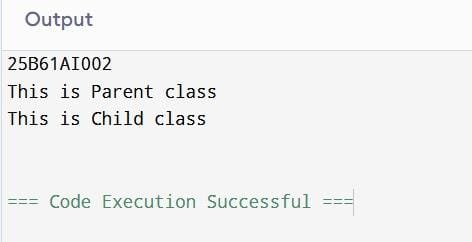 Output
25B61AI002
This is Parent class
This is Child class
=== Code Execution Successful ===